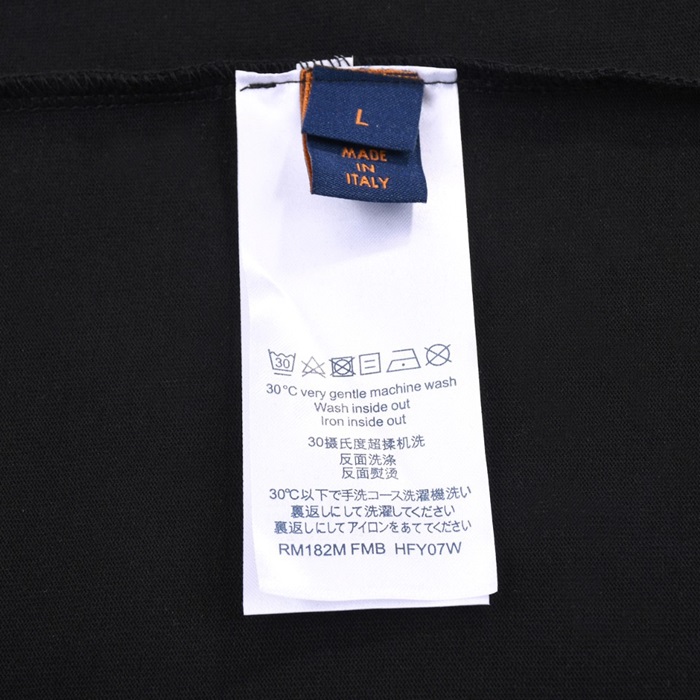 L
MADE
IN
ITALY
30
30°C very gentle machine wash
Wash inside out
Iron inside out
30摄氏度超揉机洗
反面洗涤
反面熨烫
30℃以下で手洗コース洗濯機洗い
裏返しにして洗濯してください
裏返しにしてアイロンをあててください
RM182M FMB HFY07W